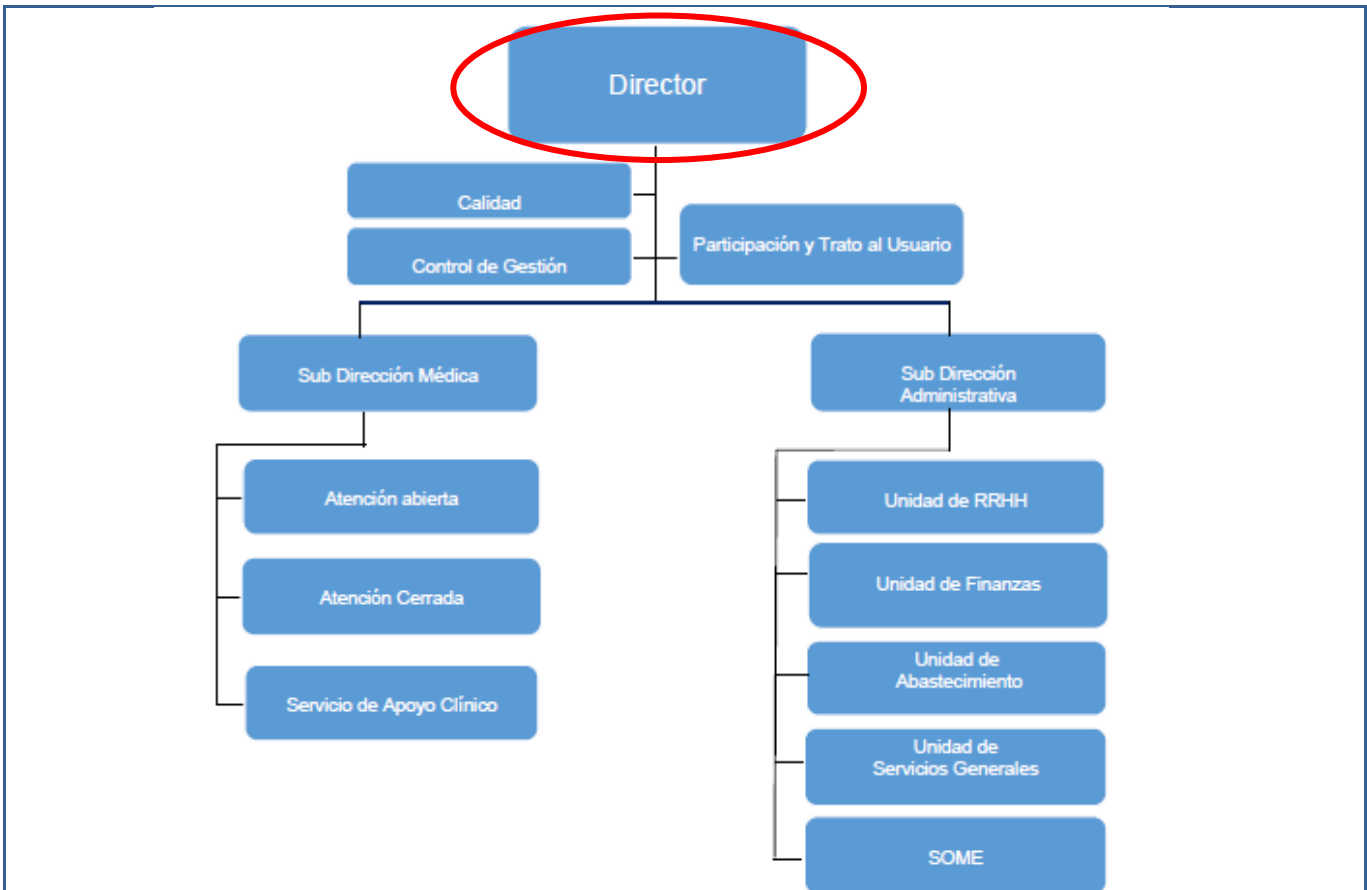 Director
Calidad
Participación y Trato al Usuario
Control de Gestión
Sub Dirección Médica
Sub Dirección
Administrativa
Atención abierta
Atención Cerrada
Servicio de Apoyo Clínico
Unidad de RRHH
Unidad de Finanzas
Unidad de
Abastecimiento
Unidad de
Servicios Generales
SOME